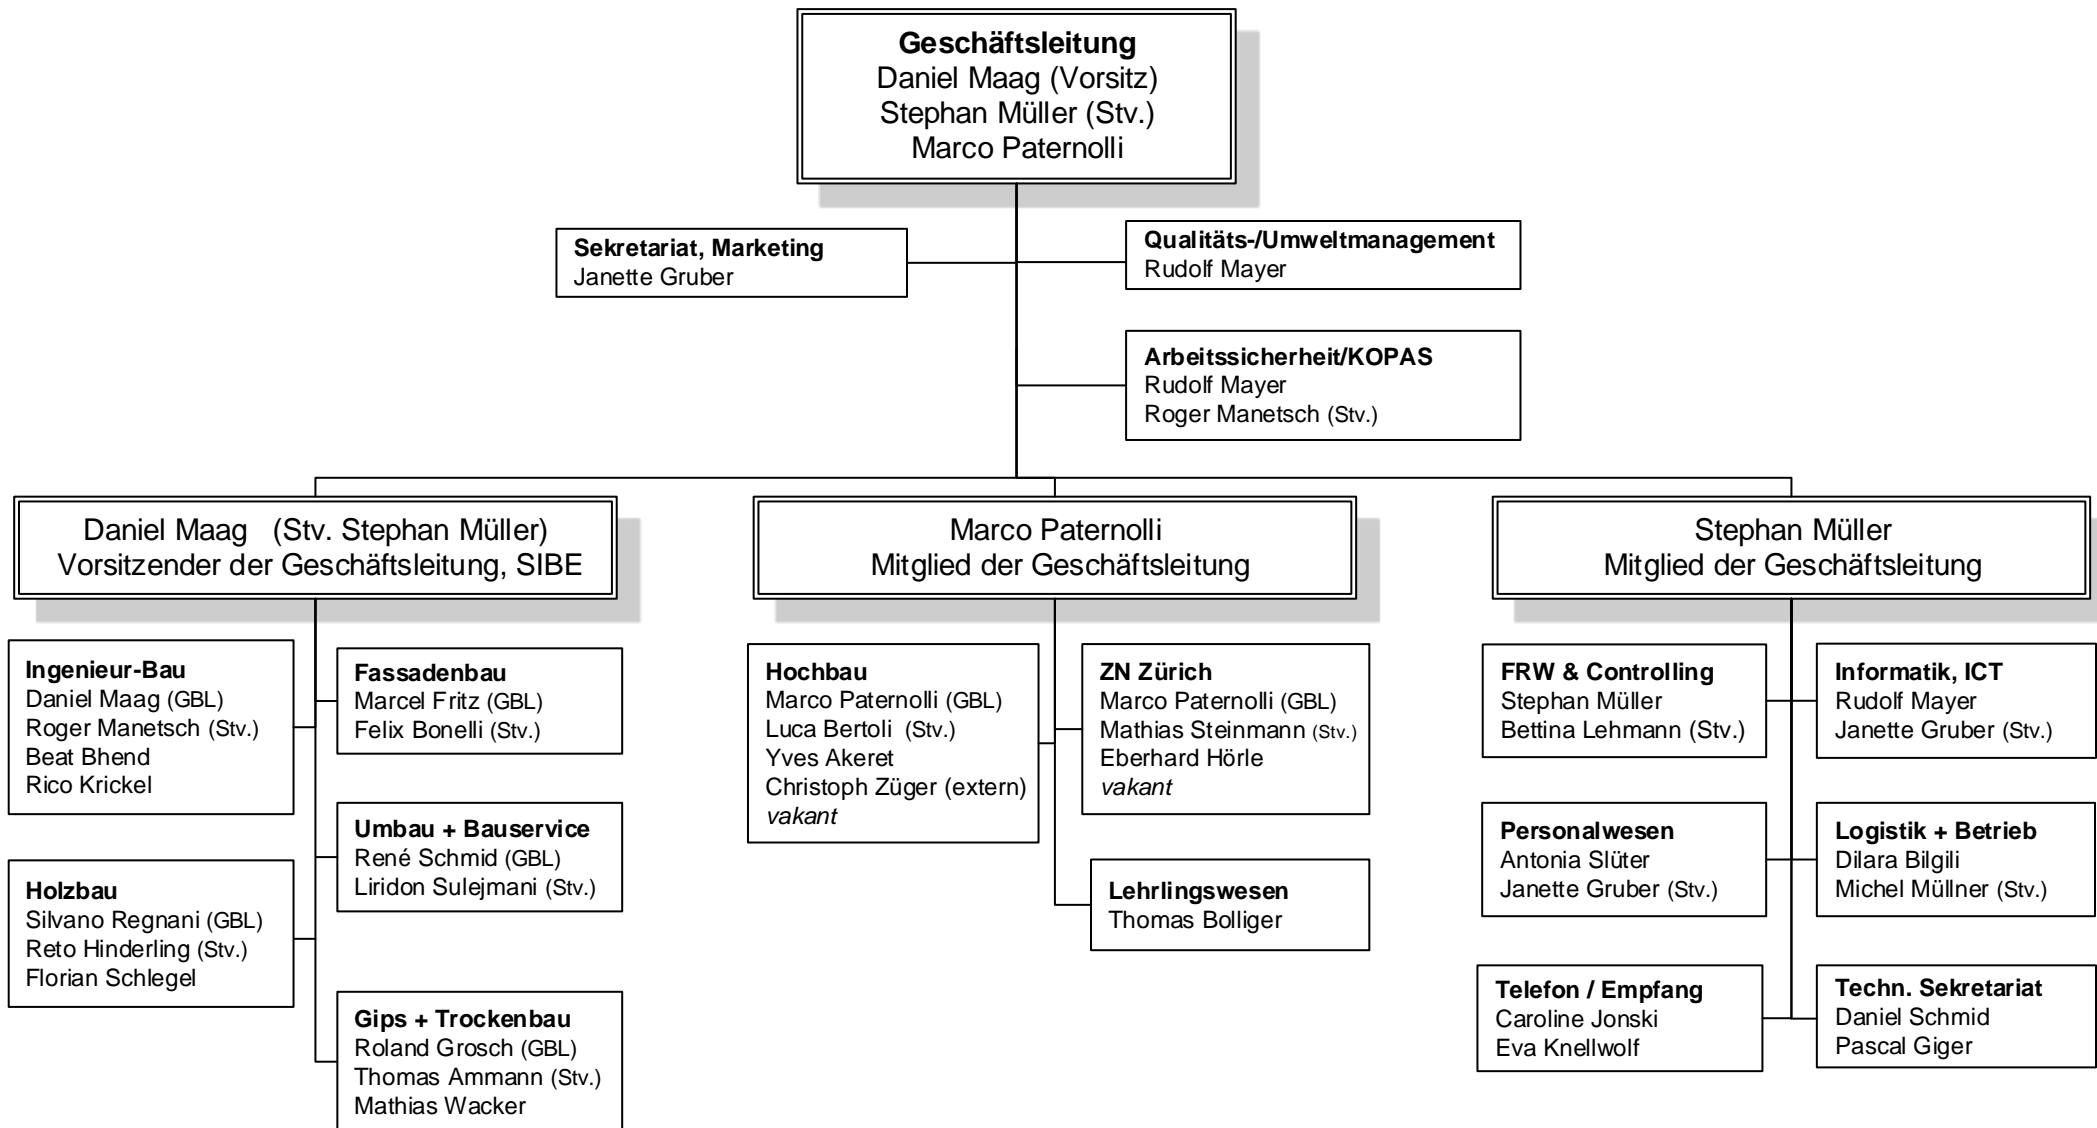 Geschäftsleitung
Daniel Maag (Vorsitz)
Stephan Müller (Stv.)
Marco Paternolli
Sekretariat, Marketing
Janette Gruber
Qualitäts-/Umweltmanagement
Rudolf Mayer
Arbeitssicherheit/KOPAS
Rudolf Mayer
Roger Manetsch (Stv.)
Daniel Maag (Stv. Stephan Müller)
Vorsitzender der Geschäftsleitung, SIBE
Marco Paternolli
Mitglied der Geschäftsleitung
Stephan Müller
Mitglied der Geschäftsleitung
Ingenieur-Bau
Daniel Maag (GBL)
Roger Manetsch (Stv.)
Beat Bhend
Rico Krickel
Fassadenbau
Marcel Fritz (GBL)
Felix Bonelli (Stv.)
Umbau + Bauservice
René Schmid (GBL)
Liridon Sulejmani (Stv.)
Holzbau
Silvano Regnani (GBL)
Reto Hinderling (Stv.)
Florian Schlegel
Gips + Trockenbau
Roland Grosch (GBL)
Thomas Ammann (Stv.)
Mathias Wacker
Hochbau
Marco Paternolli (GBL)
Luca Bertoli (Stv.)
Yves Akeret
Christoph Züger (extern)
vakant
ZN Zürich
Marco Paternolli (GBL)
Mathias Steinmann (Stv.)
Eberhard Hörle
vakant
Lehrlingswesen
Thomas Bolliger
FRW & Controlling
Stephan Müller
Bettina Lehmann (Stv.)
Informatik, ICT
Rudolf Mayer
Janette Gruber (Stv.)
Personalwesen
Antonia Slüter
Janette Gruber (Stv.)
Logistik + Betrieb
Dilara Bilgili
Michel Müllner (Stv.)
Telefon / Empfang
Caroline Jonski
Eva Knellwolf
Techn. Sekretariat
Daniel Schmid
Pascal Giger